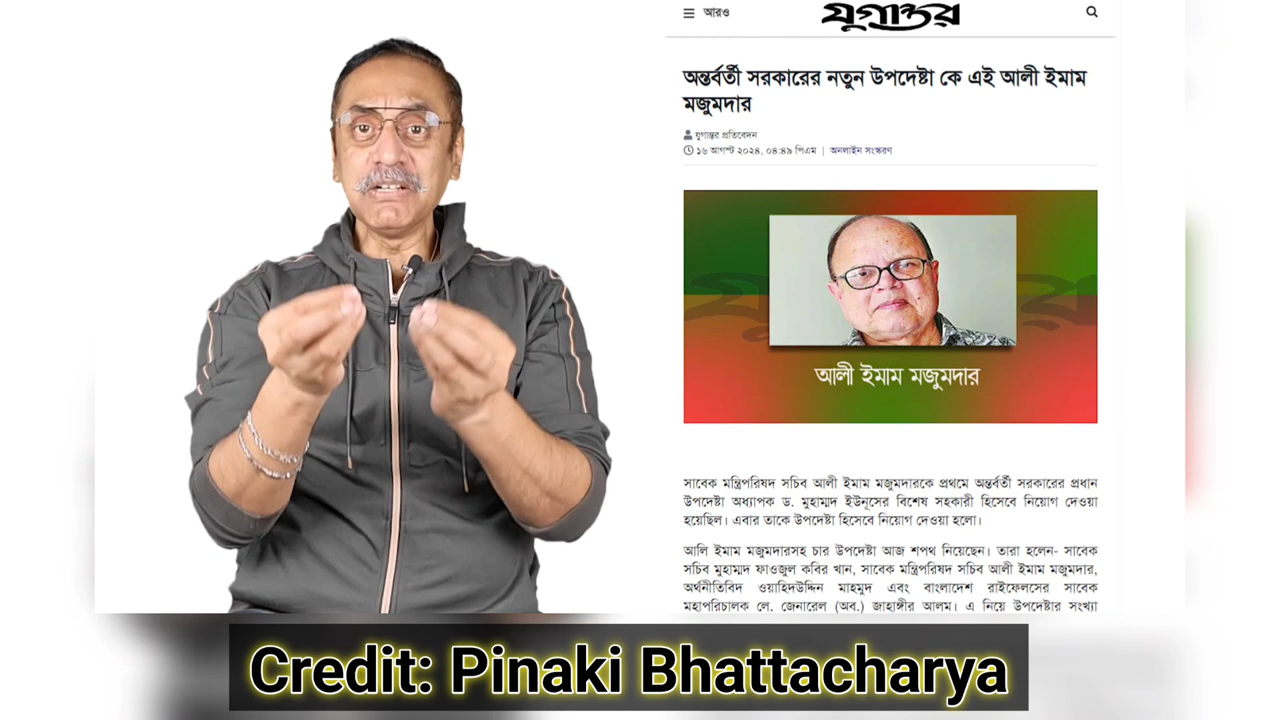 আরও
যুগান্তর
অন্তর্বর্তী সরকারের নতুন উপদেষ্টা কে এই আলী ইমাম
মজুমদার
যুগান্তর প্রতিবেদন
১৬ আগস্ট ২০২৪, ০৪:৪৯ পিএম | অনলাইন সংস্করণ
আলী ইমাম মজুমদার
সাবেক মন্ত্রিপরিষদ সচিব আলী ইমাম মজুমদারকে প্রথমে অন্তর্বর্তী সরকারের প্রধান
উপদেষ্টা অধ্যাপক ড. মুহাম্মদ ইউনূসের বিশেষ সহকারী হিসেবে নিয়োগ দেওয়া
হয়েছিল। এবার তাকে উপদেষ্টা হিসেবে নিয়োগ দেওয়া হলো।
আলি ইমাম মজুমদারসহ চার উপদেষ্টা আজ শপথ নিয়েছেন। তারা হলেন- সাবেক
সচিব মুহাম্মদ ফাওজুল কবির খান, সাবেক মন্ত্রিপরিষদ সচিব আলী ইমাম মজুমদার,
অর্থনীতিবিদ ওয়াহিদউদ্দিন মাহমুদ এবং বাংলাদেশ রাইফেলসের সাবেক
মহাপরিচালক লে. জেনারেল (অব.) জাহাঙ্গীর আলম। এ নিয়ে উপদেষ্টার সংখ্যা
Credit: Pinaki Bhattacharya